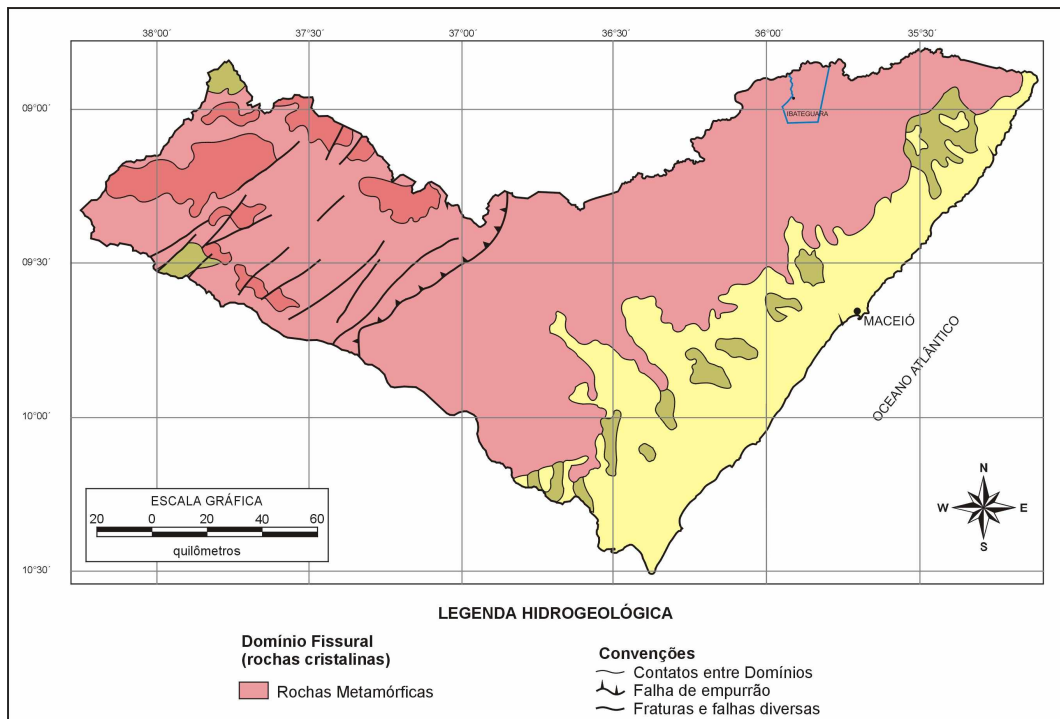 38°00´ 37°30´ 37°00´ 36°30´ 36°00´ 35°30´
09°00´
IBATEGUARA
09°30´
MACEIÓ
OCEANO ATLÂNTICO
10°00´
ESCALA GRÁFICA
20 0 20 40 60
quilômetros
N
W E
S
10°30´
LEGENDA HIDROGEOLÓGICA
Domínio Fissural
(rochas cristalinas)
Rochas Metamórficas
Convenções
Contatos entre Domínios
Falha de empurrão
Fraturas e falhas diversas